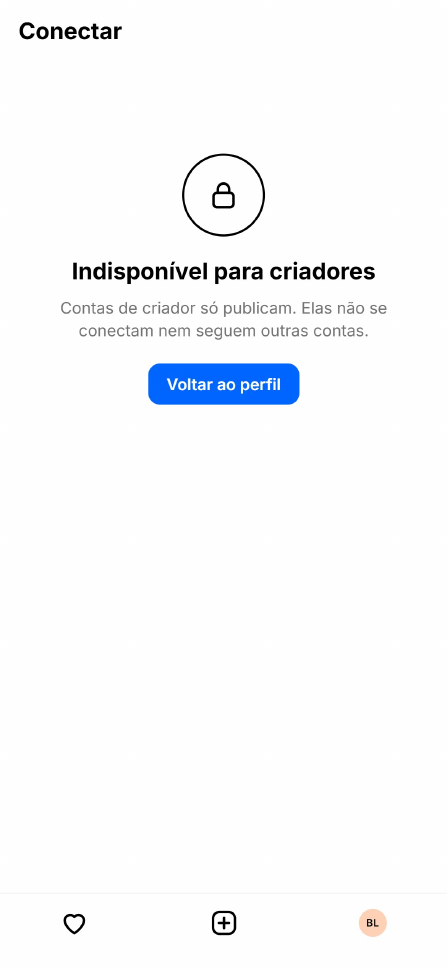 Conectar
Indisponível para criadores
Contas de criador só publicam. Elas não se
conectam nem seguem outras contas.
Voltar ao perfil
BL